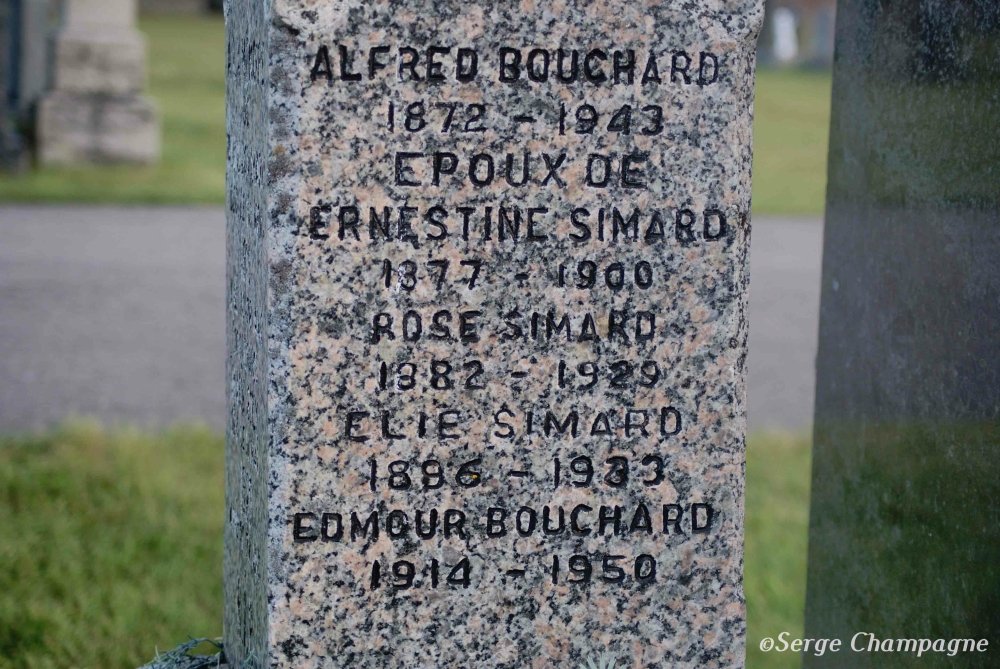 ALFRED BOUCHARD
1872 - 1943
EPOUX DE
ERNESTINE SIMARD
1877 - 1900
ROSE SIMARD
1882 - 1929
ELIE SIMARD
1896 - 1933
EDMOUR BOUCHARD
1914 - 1950
©Serge Champagne